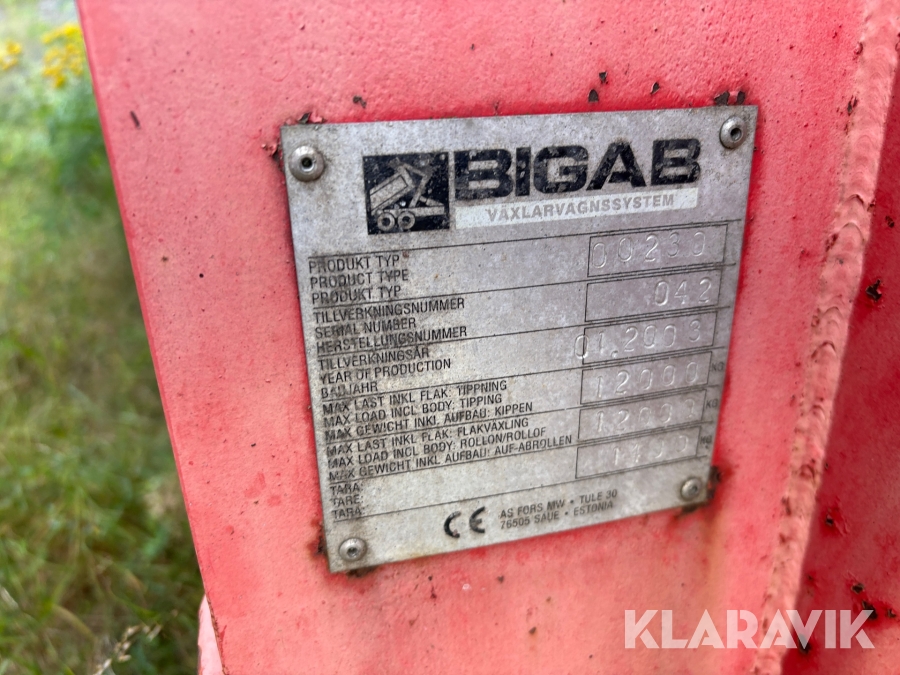 BIGAB
VÄXLARVAGNSSYSTEM
PRODUKT TYP
PRODUCT TYPE
PRODUKT TYP
00230
TILLVERKNINGSNUMMER
SERIAL NUMBER
HERSTELLUNGSNUMMER
042
TILLVERKNINGSÅR
YEAR OF PRODUCTION
BAUJAHR
04.2003
MAX LAST INKL FLAK: TIPPNING
MAX LOAD INCL BODY: TIPPING
MAX GEWICHT INKL. AUFBAU: KIPPEN
12000 KG
MAX LAST INKL FLAK: FLAKVÄXLING
MAX LOAD INCL BODY: ROLLON/ROLLOF
MAX GEWICHT INKL AUFBAU: AUF-ABROLLEN
12000 KG
TARA:
TARE:
TARA:
KG
CE
AS FORS MW • TULE 30
76505 SAUE • ESTONIA
KLARAVIK